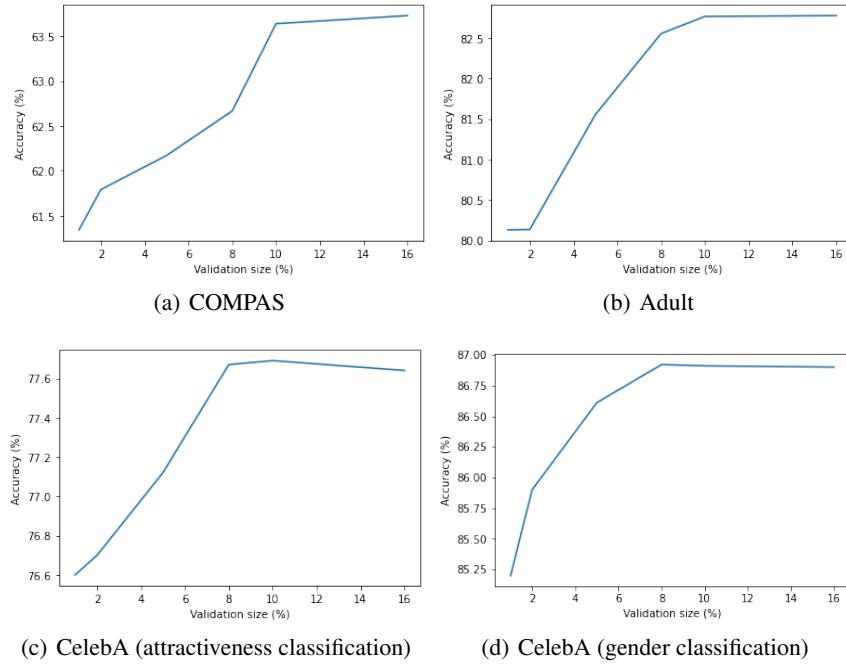 63.5
63.0
62.5
62.0
61.5
Accuracy (%)
2 4 6 8 10 12 14 16
Validation size (%)
(a) COMPAS
82.5
82.0
81.5
81.0
80.5
80.0
Accuracy (%)
2 4 6 8 10 12 14 16
Validation size (%)
(b) Adult
77.6
77.4
77.2
77.0
76.8
76.6
Accuracy (%)
2 4 6 8 10 12 14 16
Validation size (%)
(c) CelebA (attractiveness classification)
87.00
86.75
86.50
86.25
86.00
85.75
85.50
85.25
Accuracy (%)
2 4 6 8 10 12 14 16
Validation size (%)
(d) CelebA (gender classification)